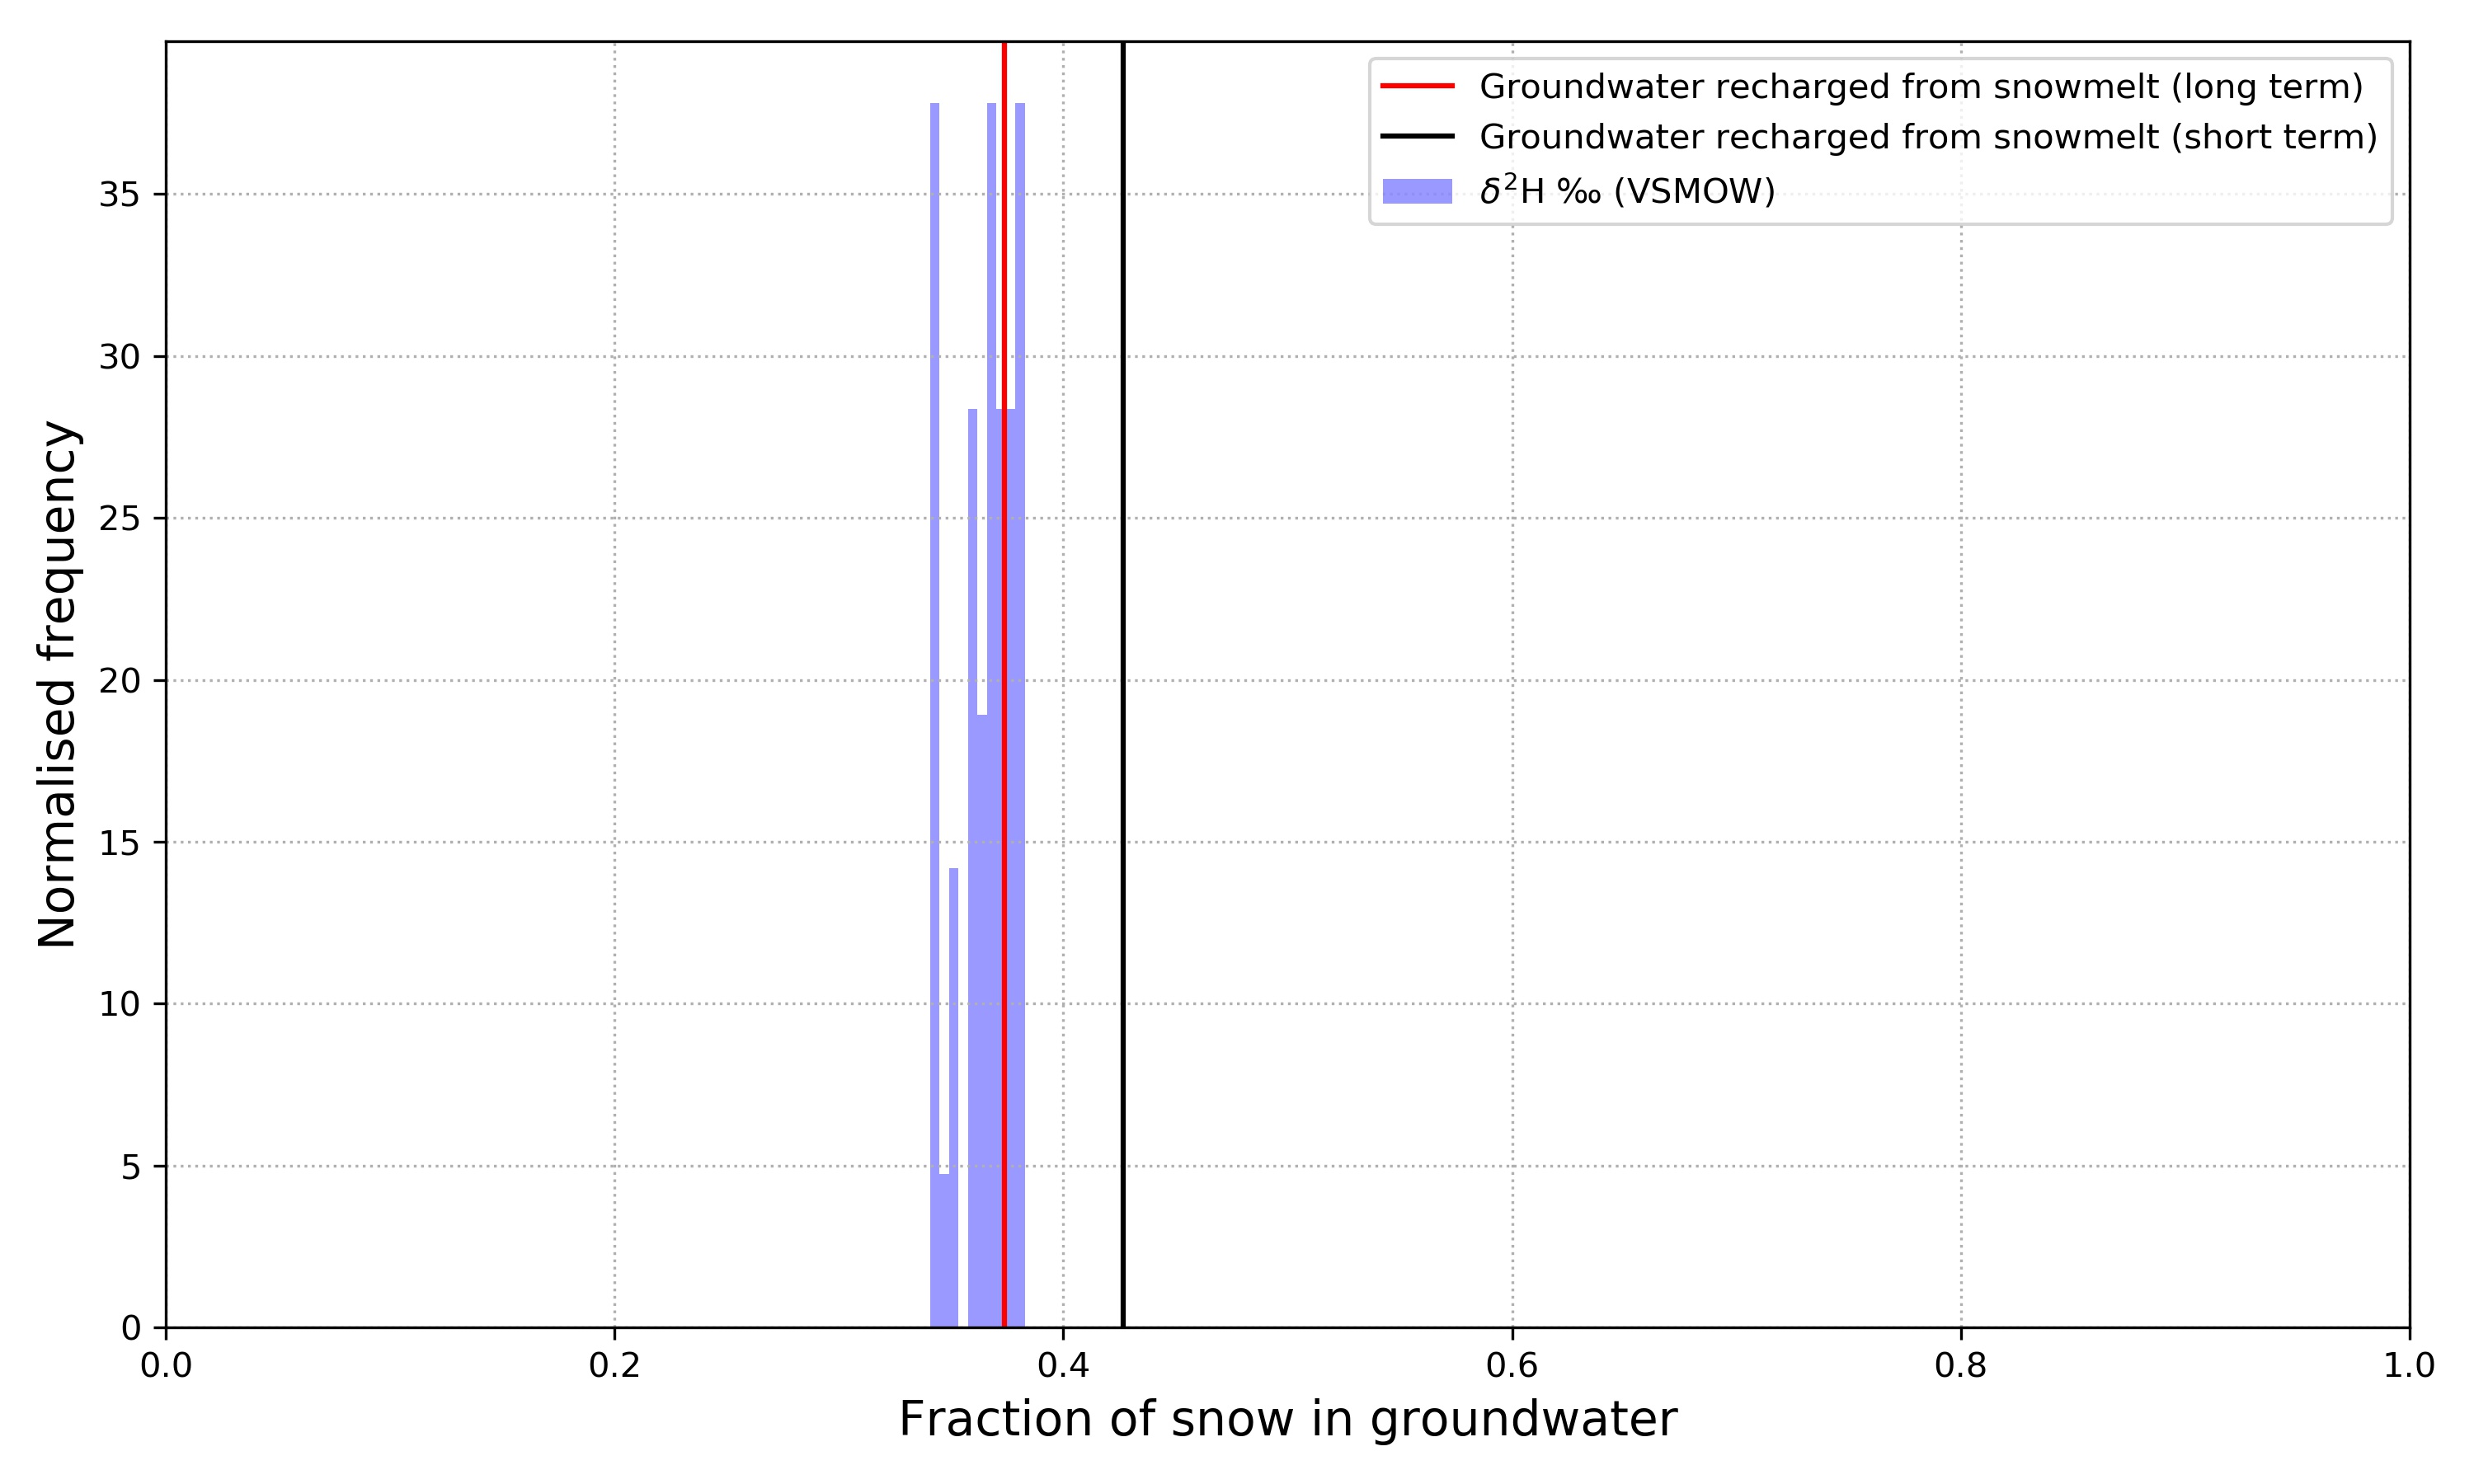 Groundwater recharged from snowmelt (long term)
Groundwater recharged from snowmelt (short term)
δ²H ‰ (VSMOW)
Normalised frequency
35
30
25
20
15
10
5
0
0.0 0.2 0.4 0.6 0.8 1.0
Fraction of snow in groundwater